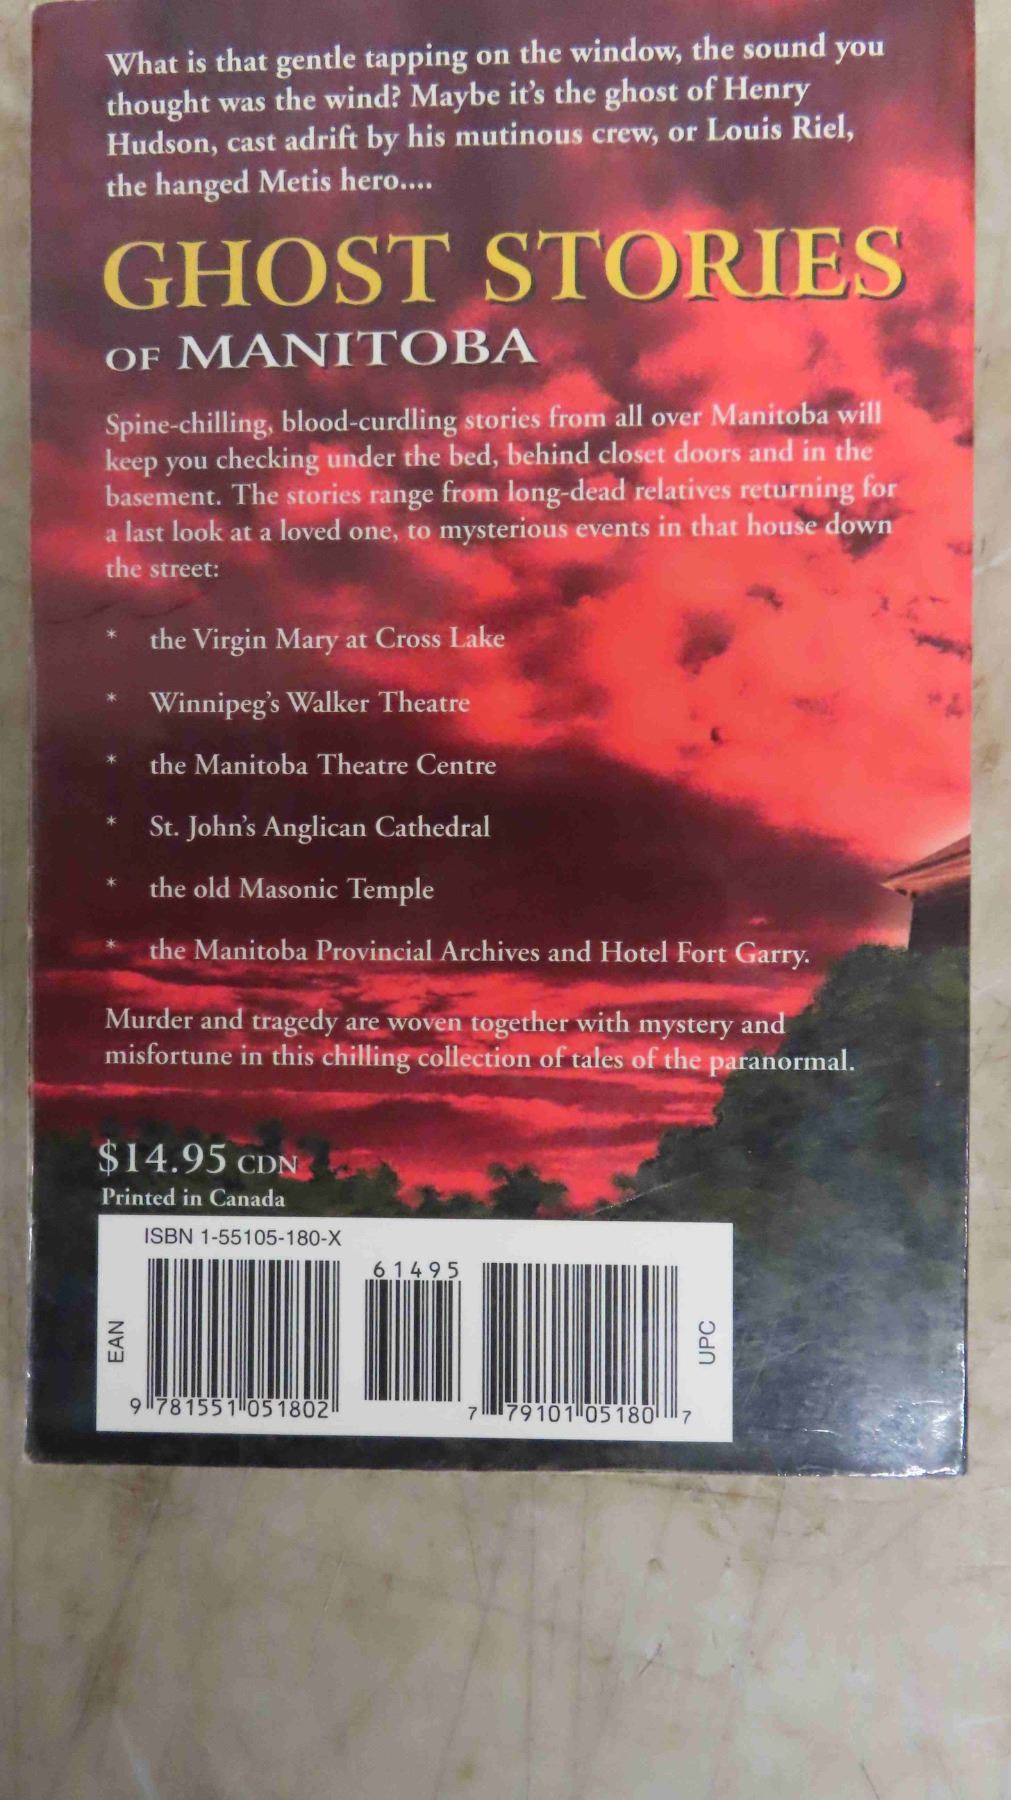 What is that gentle tapping on the window, the sound you
thought was the wind? Maybe it's the ghost of Henry
Hudson, cast adrift by his mutinous crew, or Louis Riel,
the hanged Metis hero....
GHOST STORIES
OF MANITOBA
Spine-chilling, blood-curdling stories from all over Manitoba will
keep you checking under the bed, behind closet doors and in the
basement. The stories range from long-dead relatives returning for
a last look at a loved one, to mysterious events in that house down
the street:
* the Virgin Mary at Cross Lake
* Winnipeg's Walker Theatre
* the Manitoba Theatre Centre
* St. John's Anglican Cathedral
* the old Masonic Temple
* the Manitoba Provincial Archives and Hotel Fort Garry.
Murder and tragedy are woven together with mystery and
misfortune in this chilling collection of tales of the paranormal.
$14.95 CDN
Printed in Canada
ISBN 1-55105-180-X
61495
EAN
UPC
9 781551 051802
7 79101 05180 7